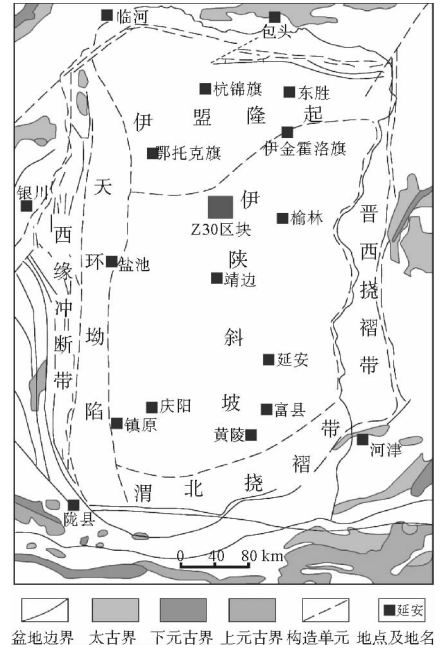 临河
包头
杭锦旗
东胜
伊盟隆起
伊金霍洛旗
鄂托克旗
银川
天环坳陷
伊陕斜坡
Z30区块
榆林
晋西挠褶带
西缘冲断带
盐池
靖边
延安
庆阳
富县
镇原
黄陵
河津
渭北挠褶带
陇县
0 40 80 km
延安
盆地边界 太古界 下元古界 上元古界 构造单元 地点及地名